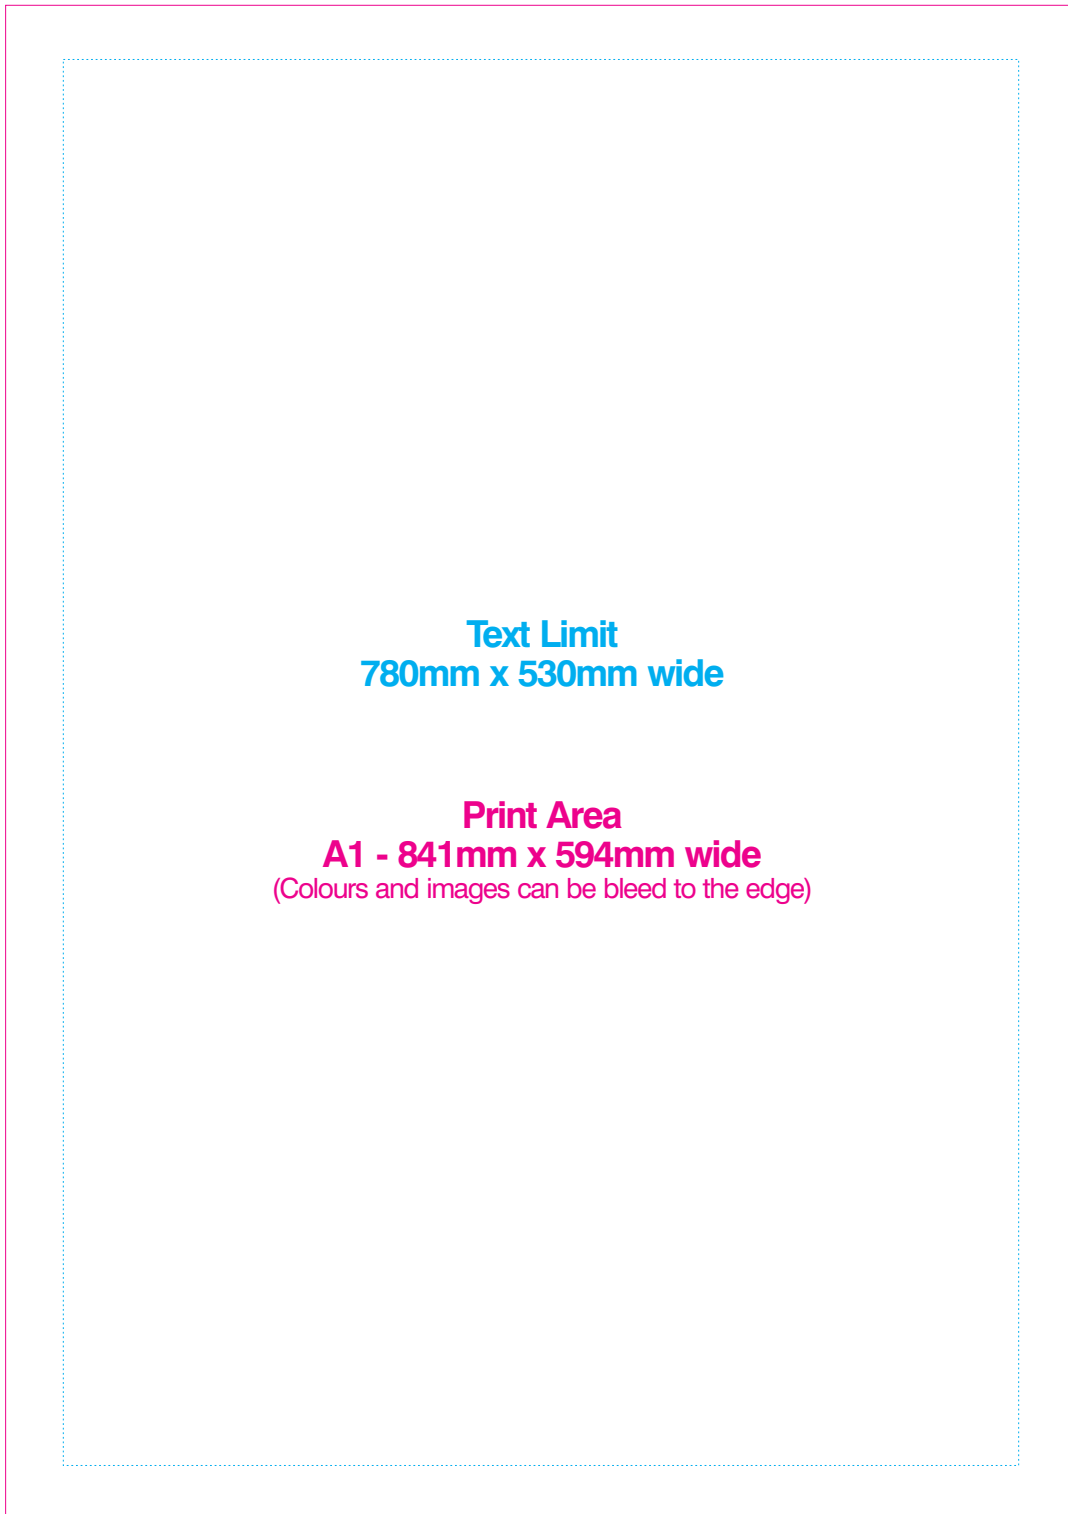 Text Limit
780mm x 530mm wide
Print Area
A1 - 841mm x 594mm wide
(Colours and images can be bleed to the edge)